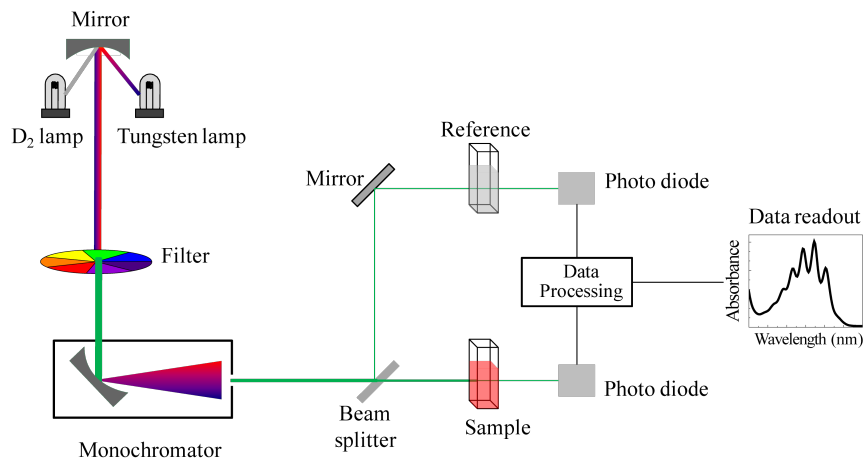 Mirror
D₂ lamp
Tungsten lamp
Filter
Monochromator
Mirror
Beam
splitter
Reference
Sample
Photo diode
Data
Processing
Photo diode
Data readout
Absorbance
Wavelength (nm)